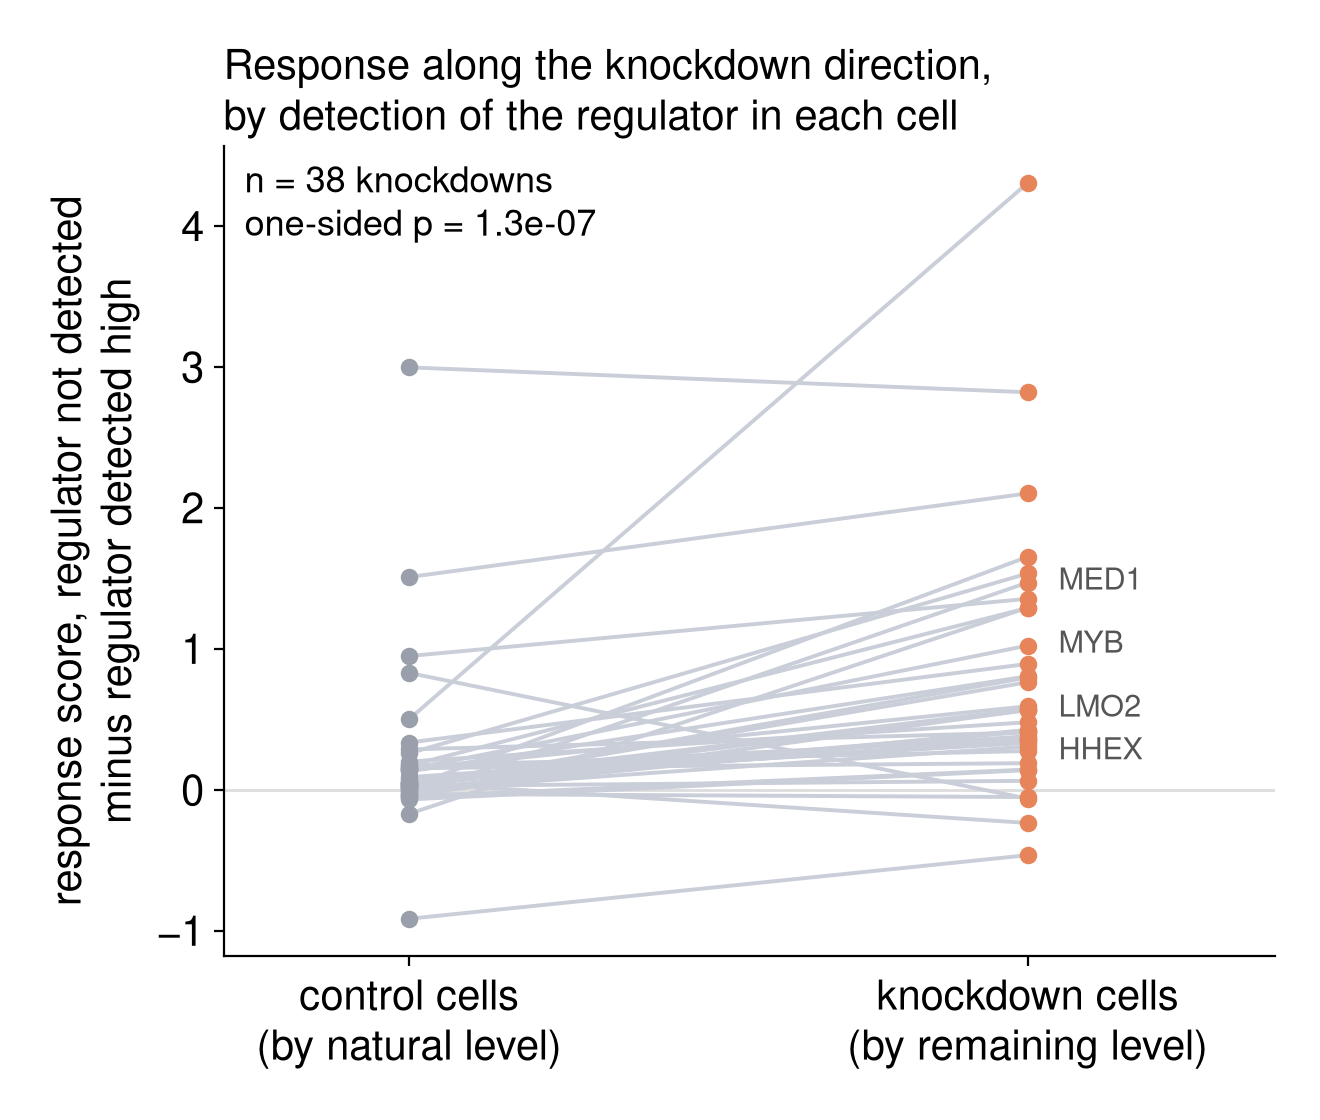 Response along the knockdown direction,
by detection of the regulator in each cell
n = 38 knockdowns
one-sided p = 1.3e-07
response score, regulator not detected
minus regulator detected high
4
3
2
1
0
−1
MED1
MYB
LMO2
HHEX
control cells
(by natural level)
knockdown cells
(by remaining level)